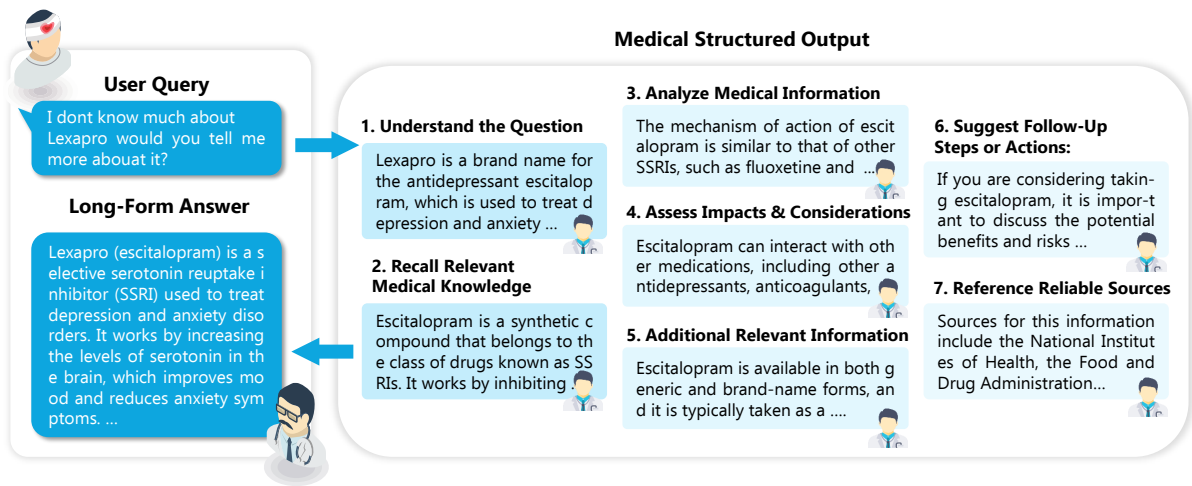 Medical Structured Output
User Query
I dont know much about
Lexapro would you tell me
more abouat it?
Long-Form Answer
Lexapro (escitalopram) is a s
elective serotonin reuptake i
nhibitor (SSRI) used to treat
depression and anxiety diso
rders. It works by increasing
the levels of serotonin in th
e brain, which improves mo
od and reduces anxiety sym
ptoms. ...
1. Understand the Question
Lexapro is a brand name for
the antidepressant escitalop
ram, which is used to treat d
epression and anxiety ...
2. Recall Relevant
Medical Knowledge
Escitalopram is a synthetic c
ompound that belongs to th
e class of drugs known as SS
RIs. It works by inhibiting .
3. Analyze Medical Information
The mechanism of action of escit
alopram is similar to that of other
SSRIs, such as fluoxetine and ...
4. Assess Impacts & Considerations
Escitalopram can interact with oth
er medications, including other a
ntidepressants, anticoagulants,
5. Additional Relevant Information
Escitalopram is available in both g
eneric and brand-name forms, an
d it is typically taken as a ....
6. Suggest Follow-Up
Steps or Actions:
If you are considering takin-
g escitalopram, it is impor-t
ant to discuss the potential
benefits and risks ...
7. Reference Reliable Sources
Sources for this information
include the National Institut
es of Health, the Food and
Drug Administration...